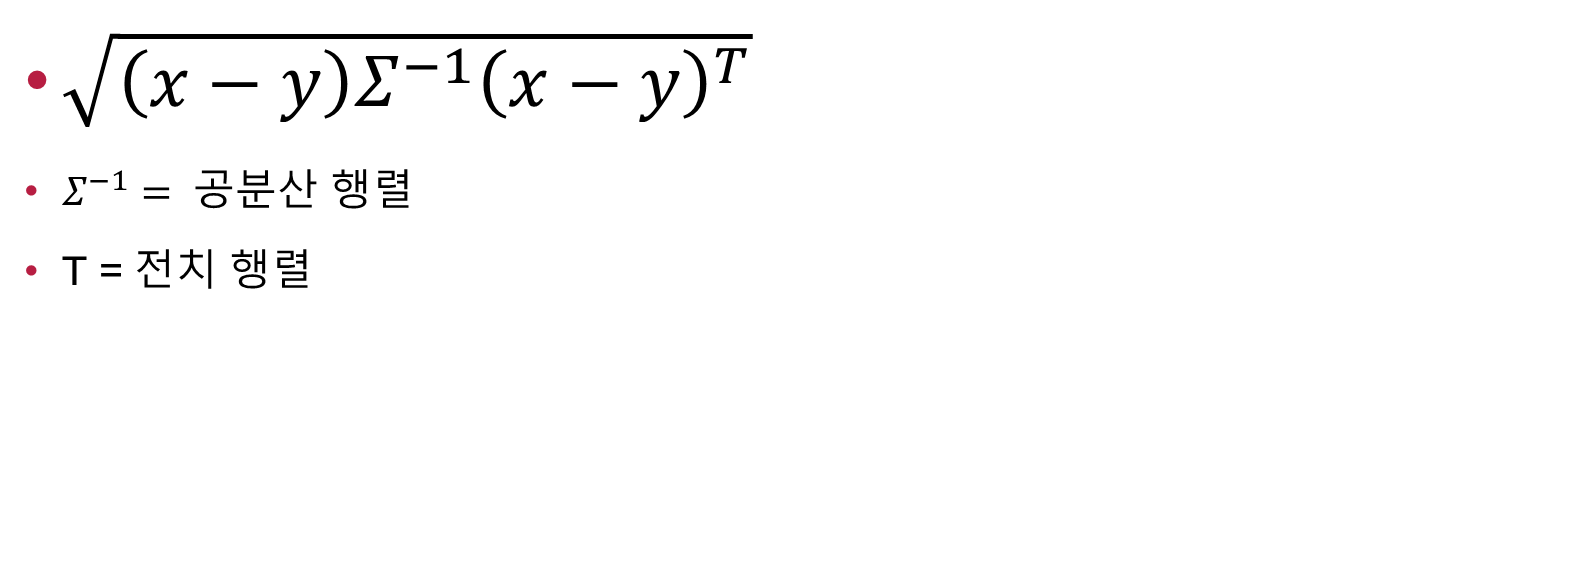 • √((x − y)Σ⁻¹(x − y)ᵀ)
• Σ⁻¹ = 공분산 행렬
• T = 전치 행렬